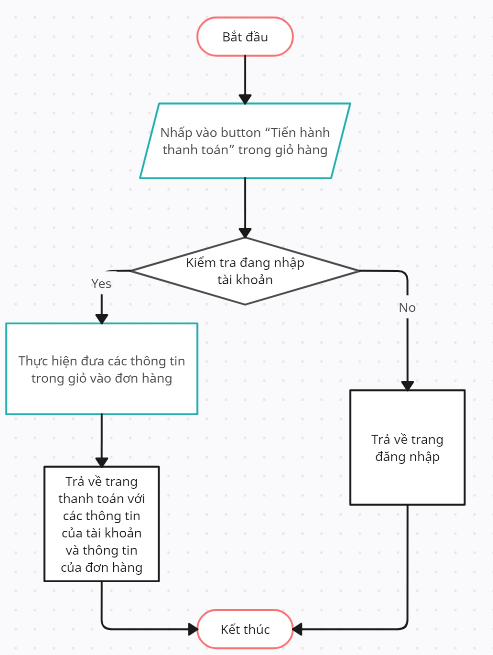 Bắt đầu
Nhấp vào button “Tiến hành
thanh toán” trong giỏ hàng
Kiểm tra đang nhập
tài khoản
Yes
No
Thực hiện đưa các thông tin
trong giỏ vào đơn hàng
Trả về trang
đăng nhập
Trả về trang
thanh toán với
các thông tin
của tài khoản
và thông tin
của đơn hàng
Kết thúc